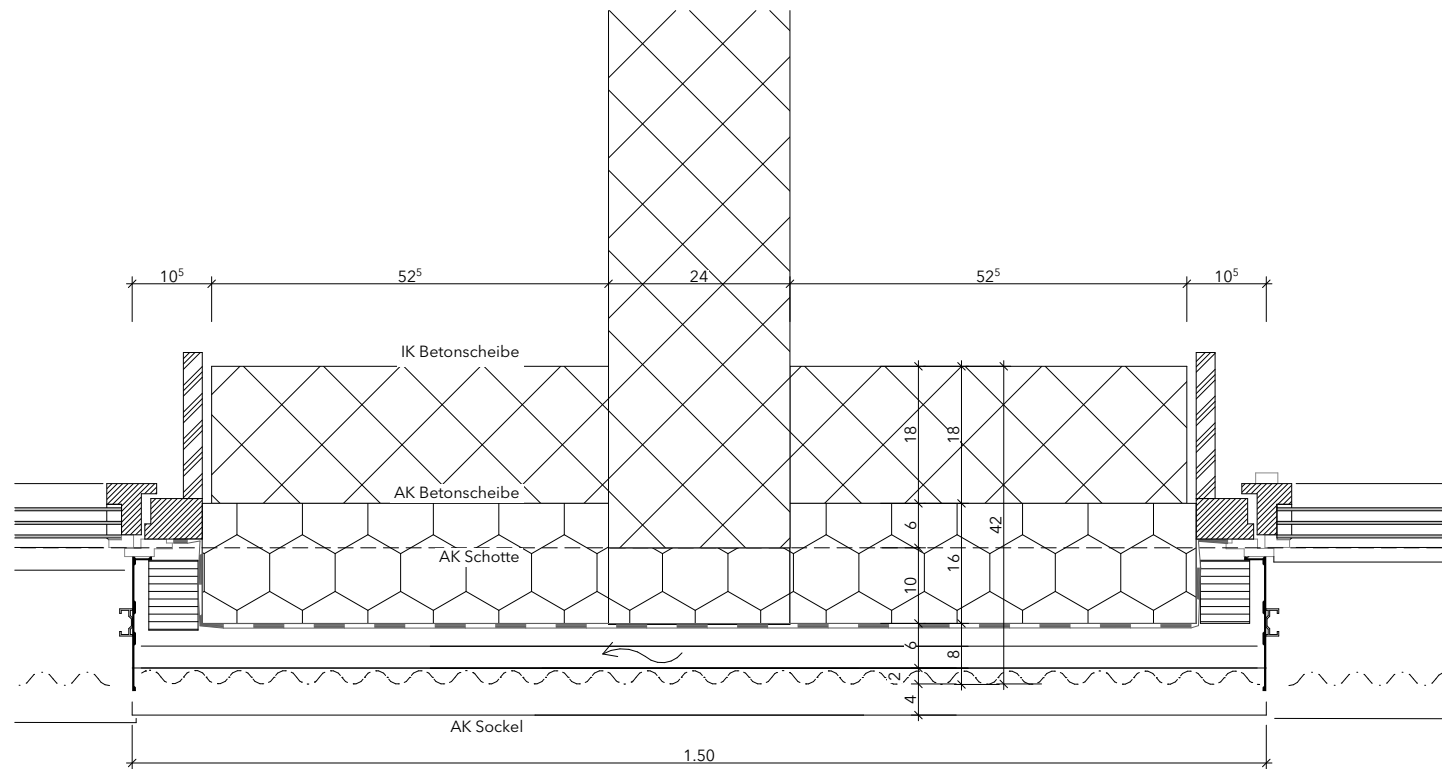 10⁵ 52⁵ 24 52⁵ 10⁵
IK Betonscheibe
18 18
AK Betonscheibe
6 42
AK Schotte
16
10
6 8
2
4
AK Sockel
1.50